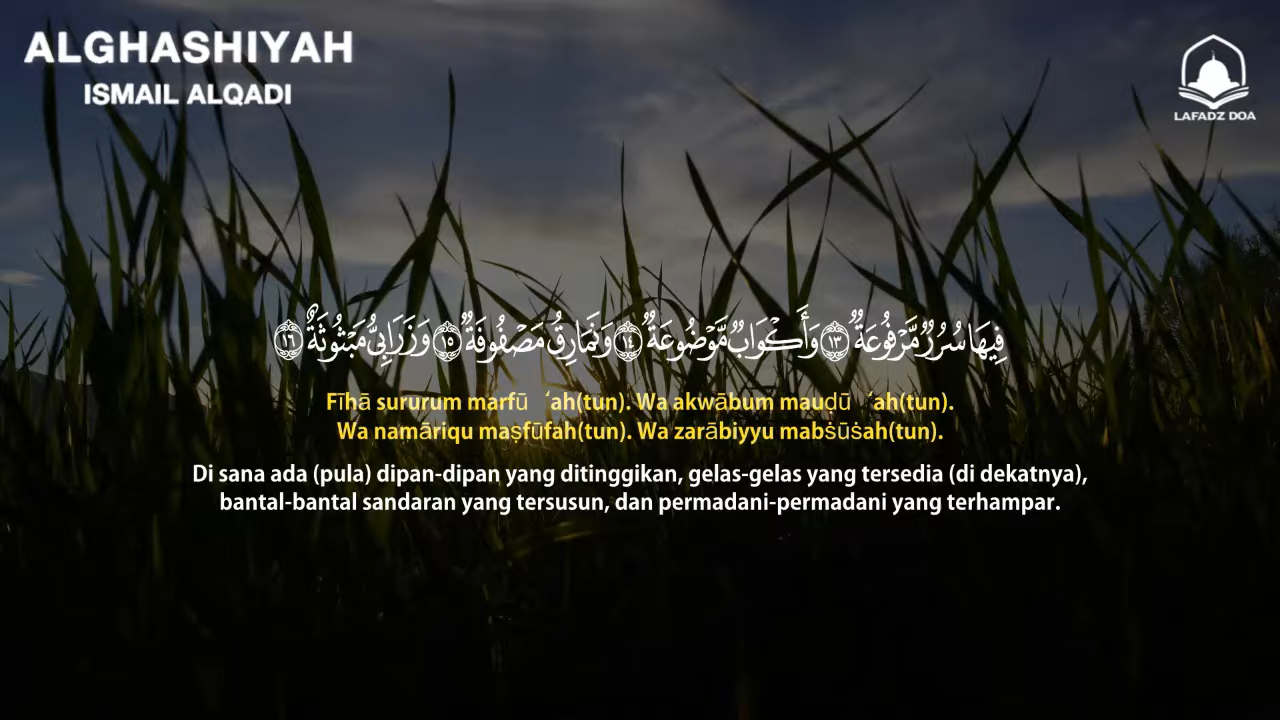 ALGHASHIYAH
ISMAIL ALQADI
LAFADZ DOA
فِيهَا سُرُرٌ مَّرْفُوعَةٌ ١٣ وَأَكْوَابٌ مَّوْضُوعَةٌ ١٤ وَنَمَارِقُ مَصْفُوفَةٌ ١٥ وَزَرَابِيُّ مَبْثُوثَةٌ ١٦
Fīhā sururum marfū ‘ah(tun). Wa akwābum mauḍū ‘ah(tun).
Wa namāriqu maṣfūfah(tun). Wa zarābiyyu mabṡūṡah(tun).
Di sana ada (pula) dipan-dipan yang ditinggikan, gelas-gelas yang tersedia (di dekatnya),
bantal-bantal sandaran yang tersusun, dan permadani-permadani yang terhampar.